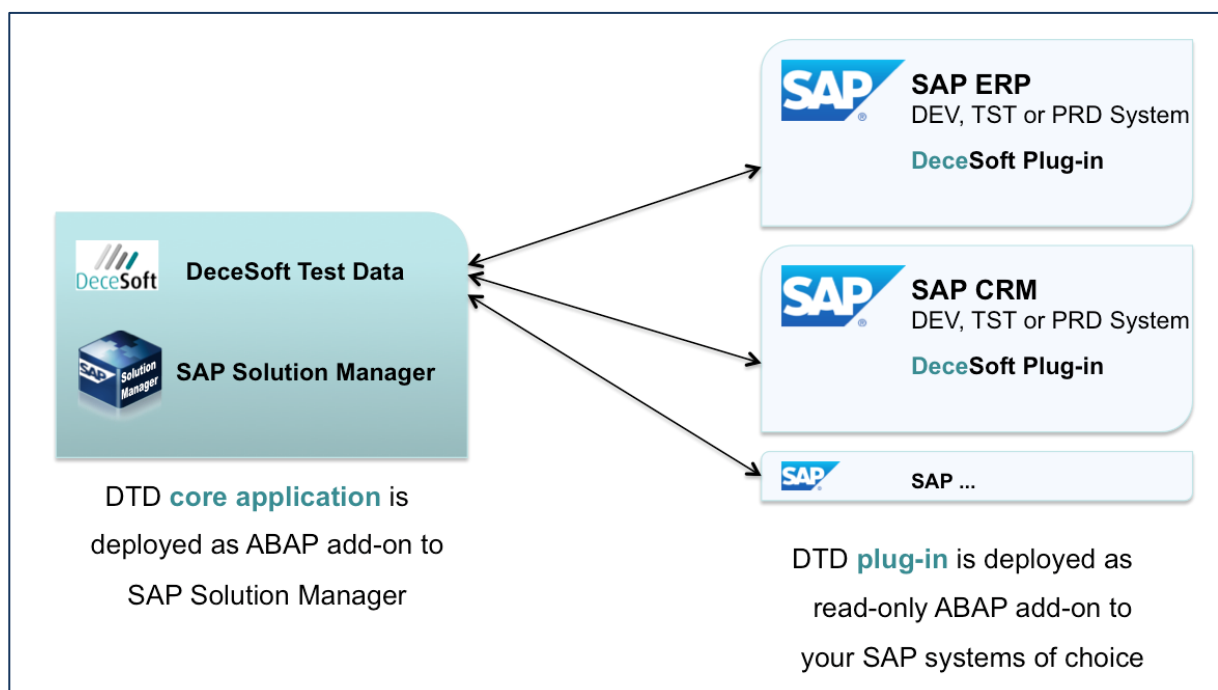 DeceSoft
DeceSoft Test Data
SAP
Solution
Manager
SAP Solution Manager
DTD core application is
deployed as ABAP add-on to
SAP Solution Manager
SAP®
SAP ERP
DEV, TST or PRD System
DeceSoft Plug-in
SAP®
SAP CRM
DEV, TST or PRD System
DeceSoft Plug-in
SAP
SAP ...
DTD plug-in is deployed as
read-only ABAP add-on to
your SAP systems of choice